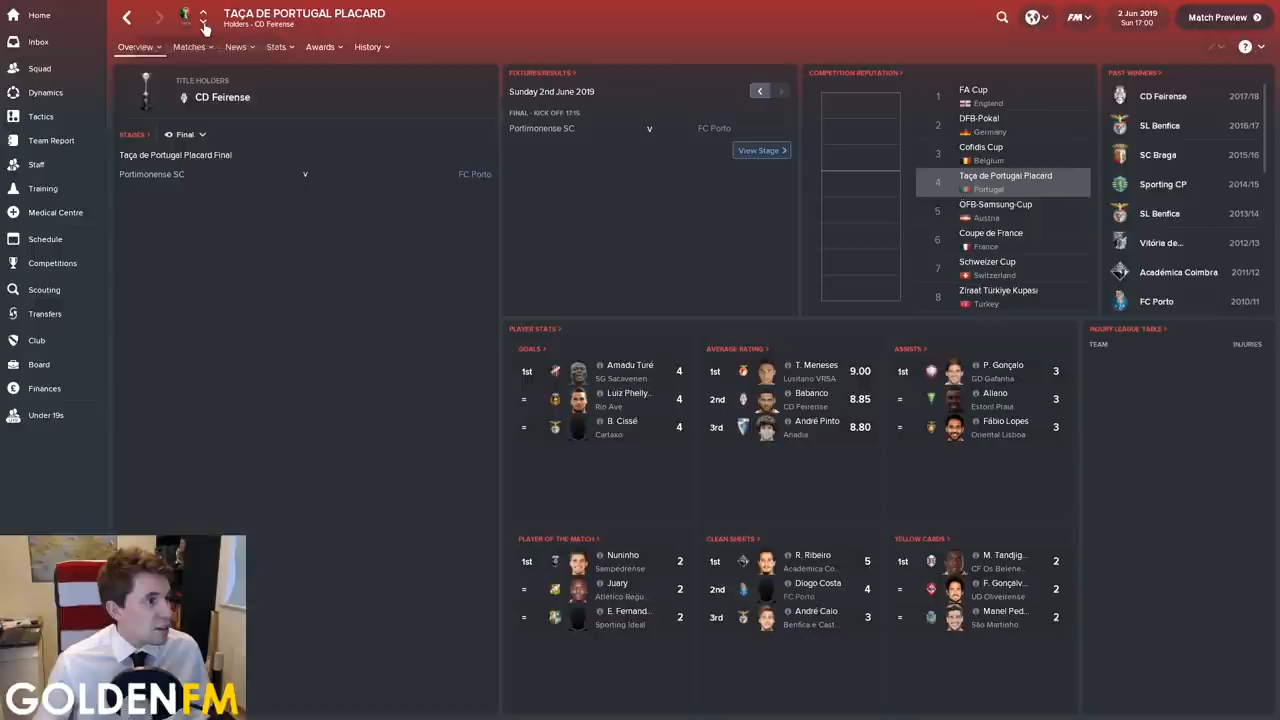 Home
TAÇA DE PORTUGAL PLACARD
Holders - CD Feirense
FM
2 Jun 2019
Sun 17:00
Match Preview
Overview
Matches
News
Stats
Awards
History
?
Inbox
Squad
Dynamics
Tactics
Team Report
Staff
Training
Medical Centre
Schedule
Competitions
Scouting
Transfers
Club
Board
Finances
Under 19s
TITLE HOLDERS
CD Feirense
STAGES >
Final
Taça de Portugal Placard Final
Portimonense SC v FC Porto
FIXTURES/RESULTS >
Sunday 2nd June 2019
FINAL - KICK OFF 17:15
Portimonense SC v FC Porto
View Stage >
COMPETITION REPUTATION >
1 FA Cup
England
2 DFB-Pokal
Germany
3 Cofidis Cup
Belgium
4 Taça de Portugal Placard
Portugal
5 ÖFB-Samsung-Cup
Austria
6 Coupe de France
France
7 Schweizer Cup
Switzerland
8 Ziraat Türkiye Kupası
Turkey
PAST WINNERS >
CD Feirense 2017/18
SL Benfica 2016/17
SC Braga 2015/16
Sporting CP 2014/15
SL Benfica 2013/14
Vitória de... 2012/13
Académica Coimbra 2011/12
FC Porto 2010/11
PLAYER STATS >
GOALS >
1st Amadu Turé 4
SG Sacavenen..
= Luiz Phelly.. 4
Rio Ave
= B. Cissé 4
Cartaxo
AVERAGE RATING >
1st T. Meneses 9.00
Lusitano VRSA
2nd Babanco 8.85
CD Feirense
3rd André Pinto 8.80
Anadia
ASSISTS >
1st P. Gonçalo 3
GD Gafanha
= Aliano 3
Estoril Praia
= Fábio Lopes 3
Oriental Lisboa
INJURY LEAGUE TABLE >
TEAM INJURIES
PLAYER OF THE MATCH >
1st Nuninho 2
Sampedrense
= Juary 2
Atlético Regu...
= E. Fernand... 2
Sporting Ideal
CLEAN SHEETS >
1st R. Ribeiro 5
Académica Co...
2nd Diogo Costa 4
FC Porto
3rd André Caio 3
Benfica e Cast...
YELLOW CARDS >
1st M. Tandjig... 2
CF Os Belene...
= F. Gonçalv... 2
UD Oliveirense
= Manel Ped... 2
São Martinho
GOLDENFM